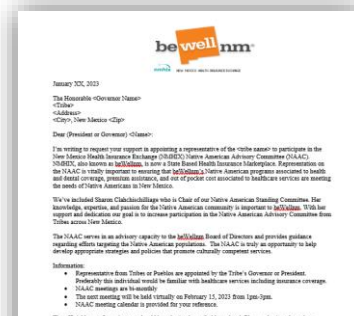 be well nm
NEW MEXICO HEALTH INSURANCE EXCHANGE
January XX, 2023
The Honorable <Governor Name>
<Tribe>
<Address>
<City>, New Mexico <Zip>
Dear (President or Governor) <Name>:
I'm writing to request your support in appointing a representative of the <tribe name> to participate in the
New Mexico Health Insurance Exchange (NMHIX) Native American Advisory Committee (NAAC).
NMHIX, also known as beWellnm, is now a State Based Health Insurance Marketplace. Representation on
the NAAC is vitally important to ensuring that beWellnm's Native American programs associated to health
and dental coverage, premium assistance, and out of pocket cost associated to healthcare services are meeting
the needs of Native Americans in New Mexico.
We've included Sharon who is Chair of our Native American Standing Committee. Her
knowledge, expertise, and passion for the Native American community is important to beWellnm. With her
support and dedication our goal is to increase participation in the Native American Advisory Committee from
Tribes across New Mexico.
The NAAC serves in an advisory capacity to the beWellnm Board of Directors and provides guidance
regarding efforts targeting the Native American populations. The NAAC is truly an opportunity to help
develop appropriate strategies and policies that promote culturally competent services.
Information:
• Representative from Tribes or Pueblos are appointed by the Tribe's Governor or President.
Preferably this individual would be familiar with healthcare services including insurance coverage.
• NAAC meetings are bi-monthly
• The next meeting will be held virtually on February 15, 2023 from 1pm-3pm.
• NAAC meeting calendar is provided for your reference.